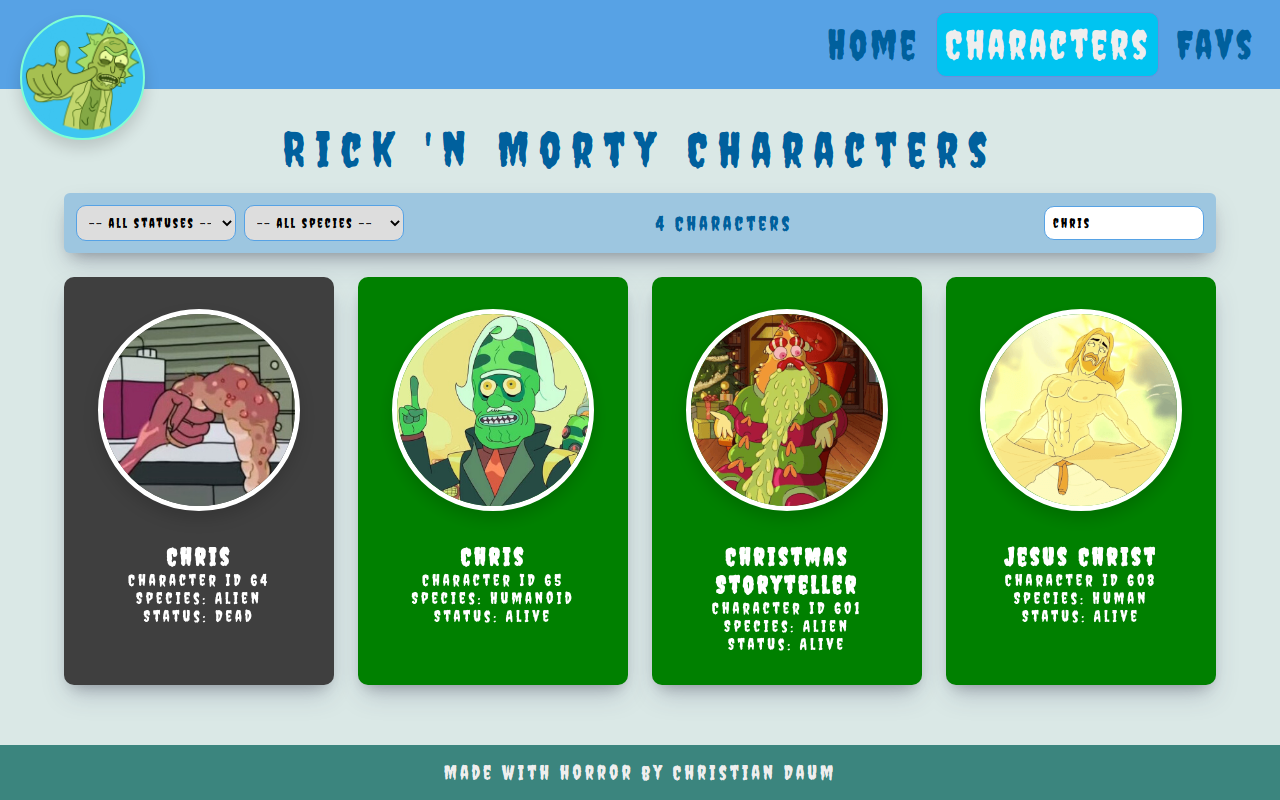 HOME CHARACTERS FAVS
RICK 'N MORTY CHARACTERS
-- ALL STATUSES -- -- ALL SPECIES -- 4 CHARACTERS CHRIS
CHRIS
CHARACTER ID 64
SPECIES: ALIEN
STATUS: DEAD
CHRIS
CHARACTER ID 65
SPECIES: HUMANOID
STATUS: ALIVE
CHRISTMAS
STORYTELLER
CHARACTER ID 601
SPECIES: ALIEN
STATUS: ALIVE
JESUS CHRIST
CHARACTER ID 608
SPECIES: HUMAN
STATUS: ALIVE
MADE WITH HORROR BY CHRISTIAN DAUM